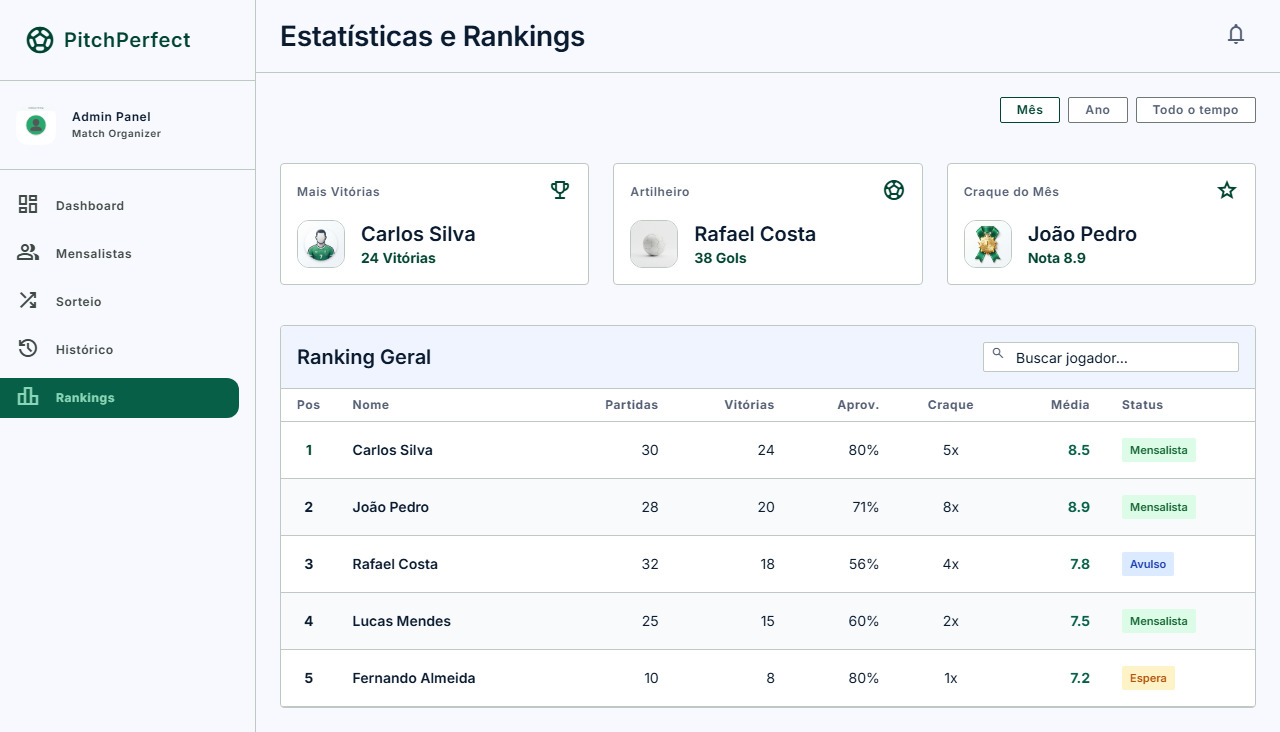 PitchPerfect
Admin Panel
Match Organizer
Dashboard
Mensalistas
Sorteio
Histórico
Rankings
Estatísticas e Rankings
Mês Ano Todo o tempo
Mais Vitórias
Carlos Silva
24 Vitórias
Artilheiro
Rafael Costa
38 Gols
Craque do Mês
João Pedro
Nota 8.9
Ranking Geral
Buscar jogador...
Pos Nome Partidas Vitórias Aprov. Craque Média Status
1 Carlos Silva 30 24 80% 5x 8.5 Mensalista
2 João Pedro 28 20 71% 8x 8.9 Mensalista
3 Rafael Costa 32 18 56% 4x 7.8 Avulso
4 Lucas Mendes 25 15 60% 2x 7.5 Mensalista
5 Fernando Almeida 10 8 80% 1x 7.2 Espera